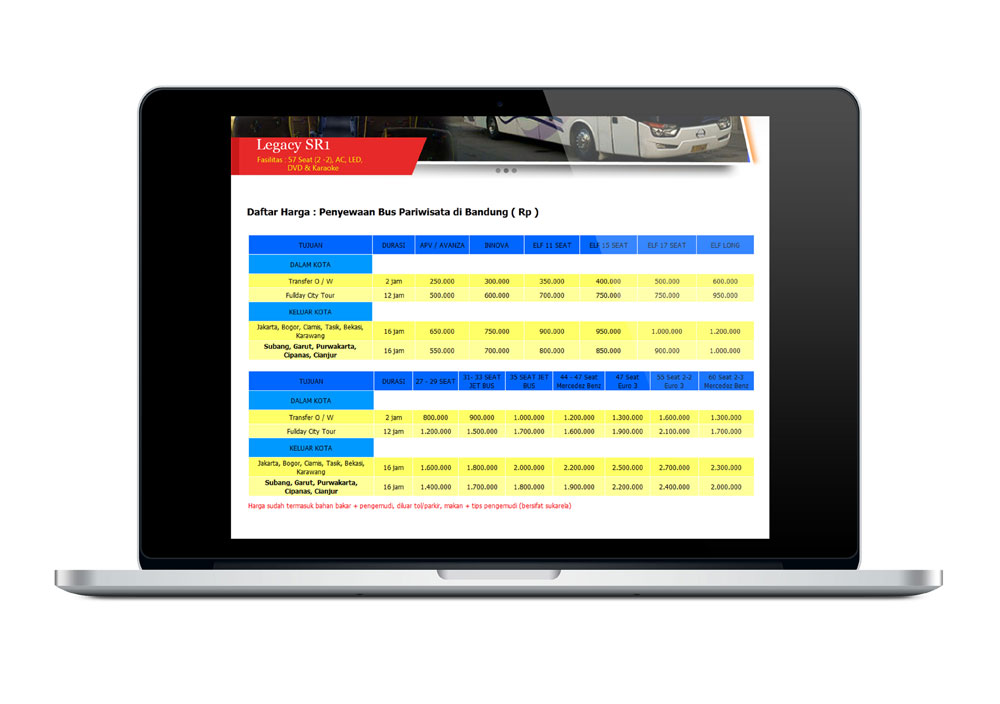 Legacy SR1
Fasilitas : 57 Seat (2 -2), AC, LED,
DVD & Karaoke
Daftar Harga : Penyewaan Bus Pariwisata di Bandung ( Rp )
TUJUAN DURASI APV / AVANZA INNOVA ELF 11 SEAT ELF 15 SEAT ELF 17 SEAT ELF LONG
DALAM KOTA
Transfer O / W 2 jam 250.000 300.000 350.000 400.000 500.000 600.000
Fullday City Tour 12 jam 500.000 600.000 700.000 750.000 750.000 950.000
KELUAR KOTA
Jakarta, Bogor, Ciamis, Tasik, Bekasi,
Karawang 16 jam 650.000 750.000 900.000 950.000 1.000.000 1.200.000
Subang, Garut, Purwakarta,
Cipanas, Cianjur 16 jam 550.000 700.000 800.000 850.000 900.000 1.000.000
TUJUAN DURASI 27 - 29 SEAT 31- 33 SEAT JET BUS 35 SEAT JET BUS 44 - 47 Seat Mercedez Benz 47 Seat Euro 3 55 Seat 2-2 Euro 3 60 Seat 2-3 Mercedez Benz
DALAM KOTA
Transfer O / W 2 jam 800.000 900.000 1.000.000 1.200.000 1.300.000 1.600.000 1.300.000
Fullday City Tour 12 jam 1.200.000 1.500.000 1.700.000 1.600.000 1.900.000 2.100.000 1.700.000
KELUAR KOTA
Jakarta, Bogor, Ciamis, Tasik, Bekasi,
Karawang 16 jam 1.600.000 1.800.000 2.000.000 2.200.000 2.500.000 2.700.000 2.300.000
Subang, Garut, Purwakarta,
Cipanas, Cianjur 16 jam 1.400.000 1.700.000 1.800.000 1.900.000 2.200.000 2.400.000 2.000.000
Harga sudah termasuk bahan bakar + pengemudi, diluar tol/parkir, makan + tips pengemudi (bersifat sukarela)